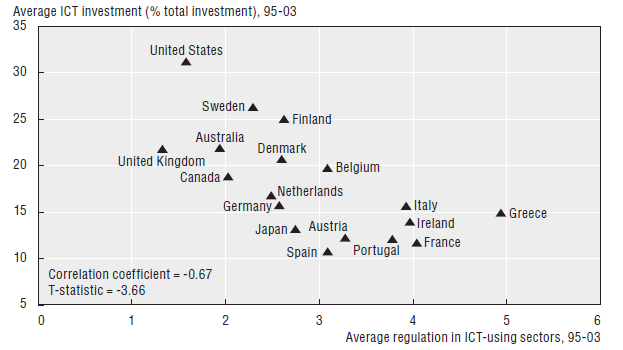 Average ICT investment (% total investment), 95-03
35
30
25
20
15
10
5
United States
Sweden
Finland
Australia
Denmark
United Kingdom
Belgium
Canada
Netherlands
Germany
Italy
Greece
Ireland
Japan
Austria
France
Spain
Portugal
Correlation coefficient = -0.67
T-statistic = -3.66
0 1 2 3 4 5 6
Average regulation in ICT-using sectors, 95-03